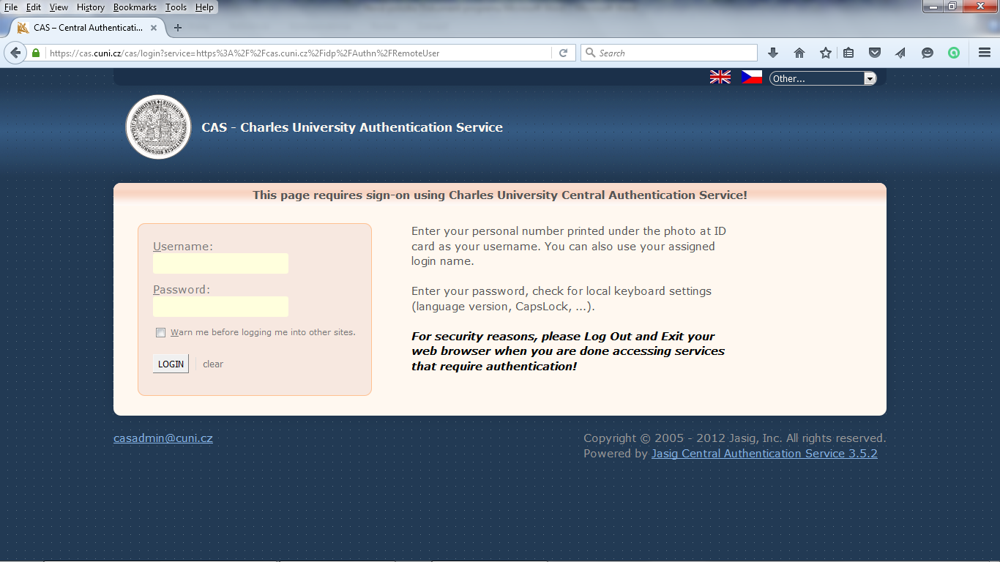 File Edit View History Bookmarks Tools Help
CAS – Central Authenticati...
https://cas.cuni.cz/cas/login?service=https%3A%2F%2Fcas.cuni.cz%2Fidp%2FAuthn%2FRemoteUser
Search
Other...
CAS - Charles University Authentication Service
This page requires sign-on using Charles University Central Authentication Service!
Username:
Password:
Warn me before logging me into other sites.
LOGIN clear
Enter your personal number printed under the photo at ID
card as your username. You can also use your assigned
login name.
Enter your password, check for local keyboard settings
(language version, CapsLock, ...).
For security reasons, please Log Out and Exit your
web browser when you are done accessing services
that require authentication!
casadmin@cuni.cz
Copyright © 2005 - 2012 Jasig, Inc. All rights reserved.
Powered by Jasig Central Authentication Service 3.5.2